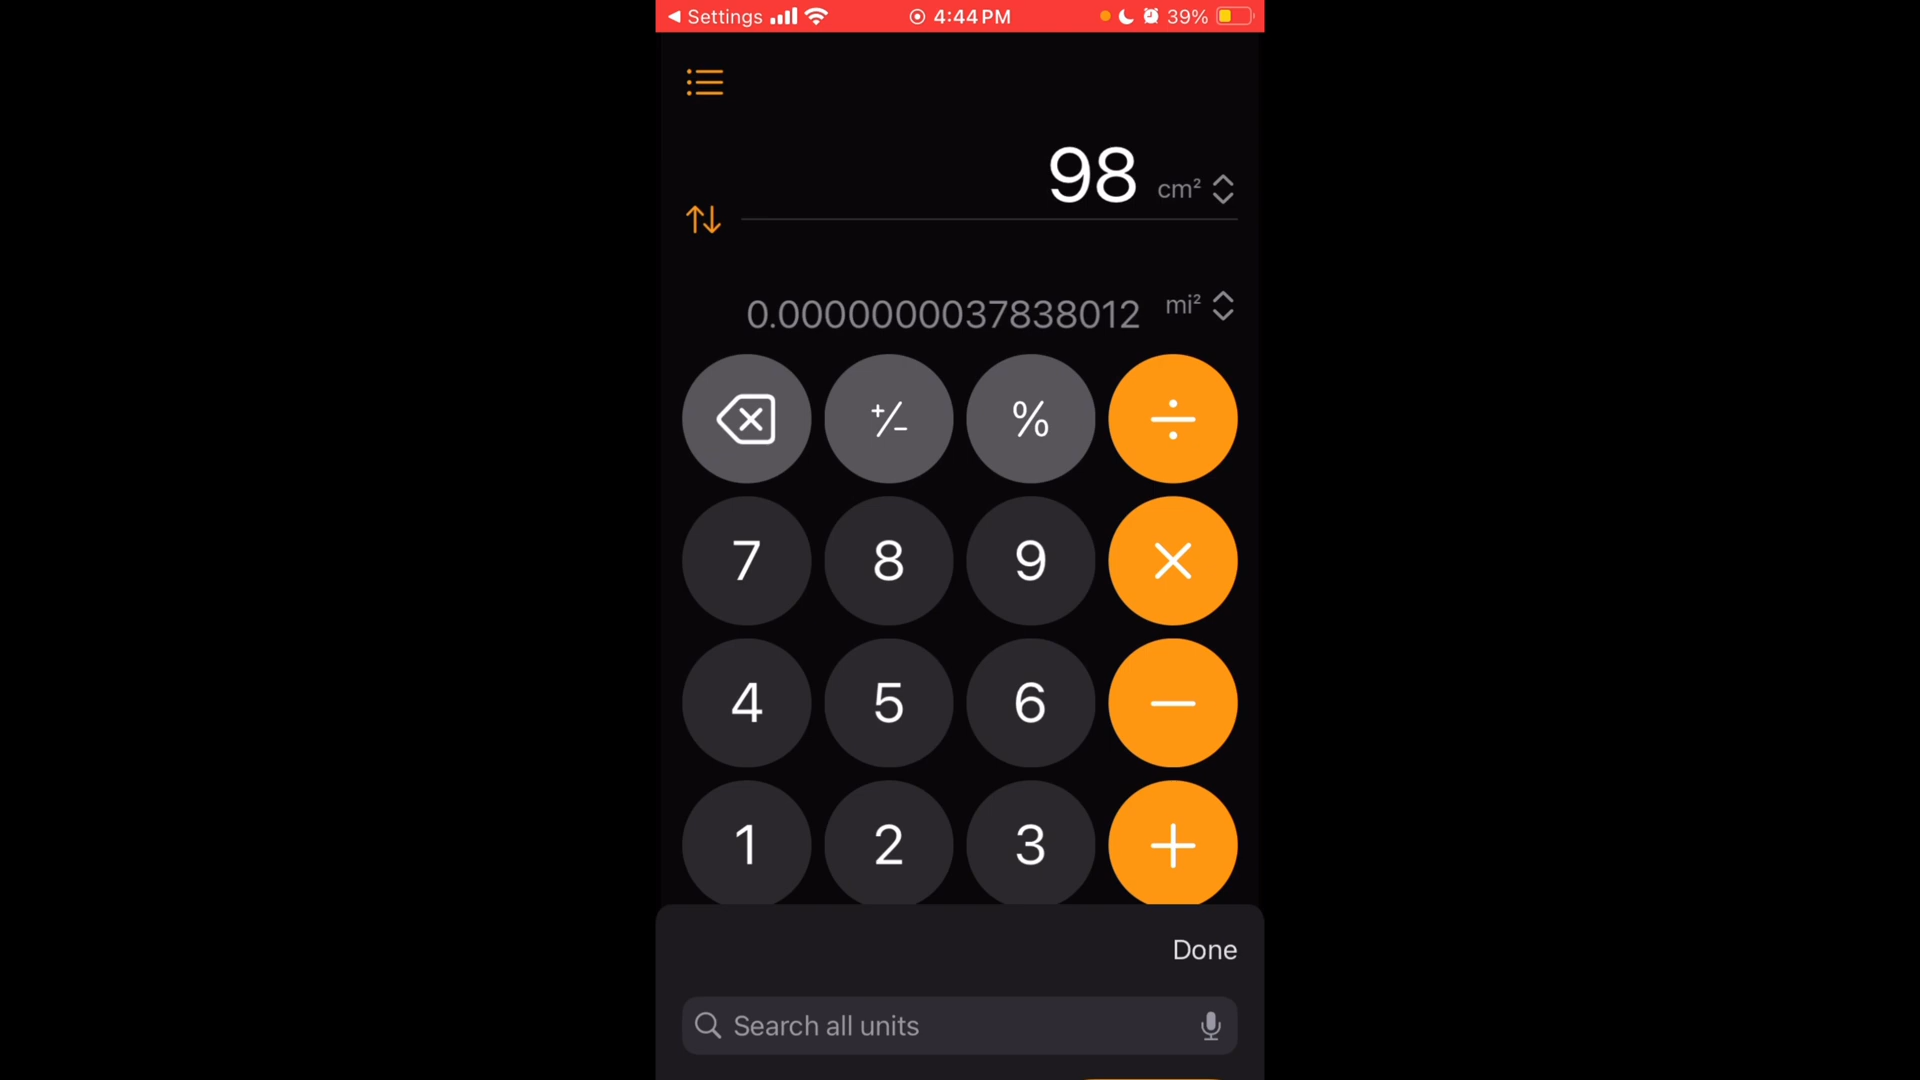 ◀ Settings 4:44 PM 39%
98 cm²
0.0000000037838012 mi²
+/− % ÷
7 8 9 ×
4 5 6 −
1 2 3 +
Done
Search all units